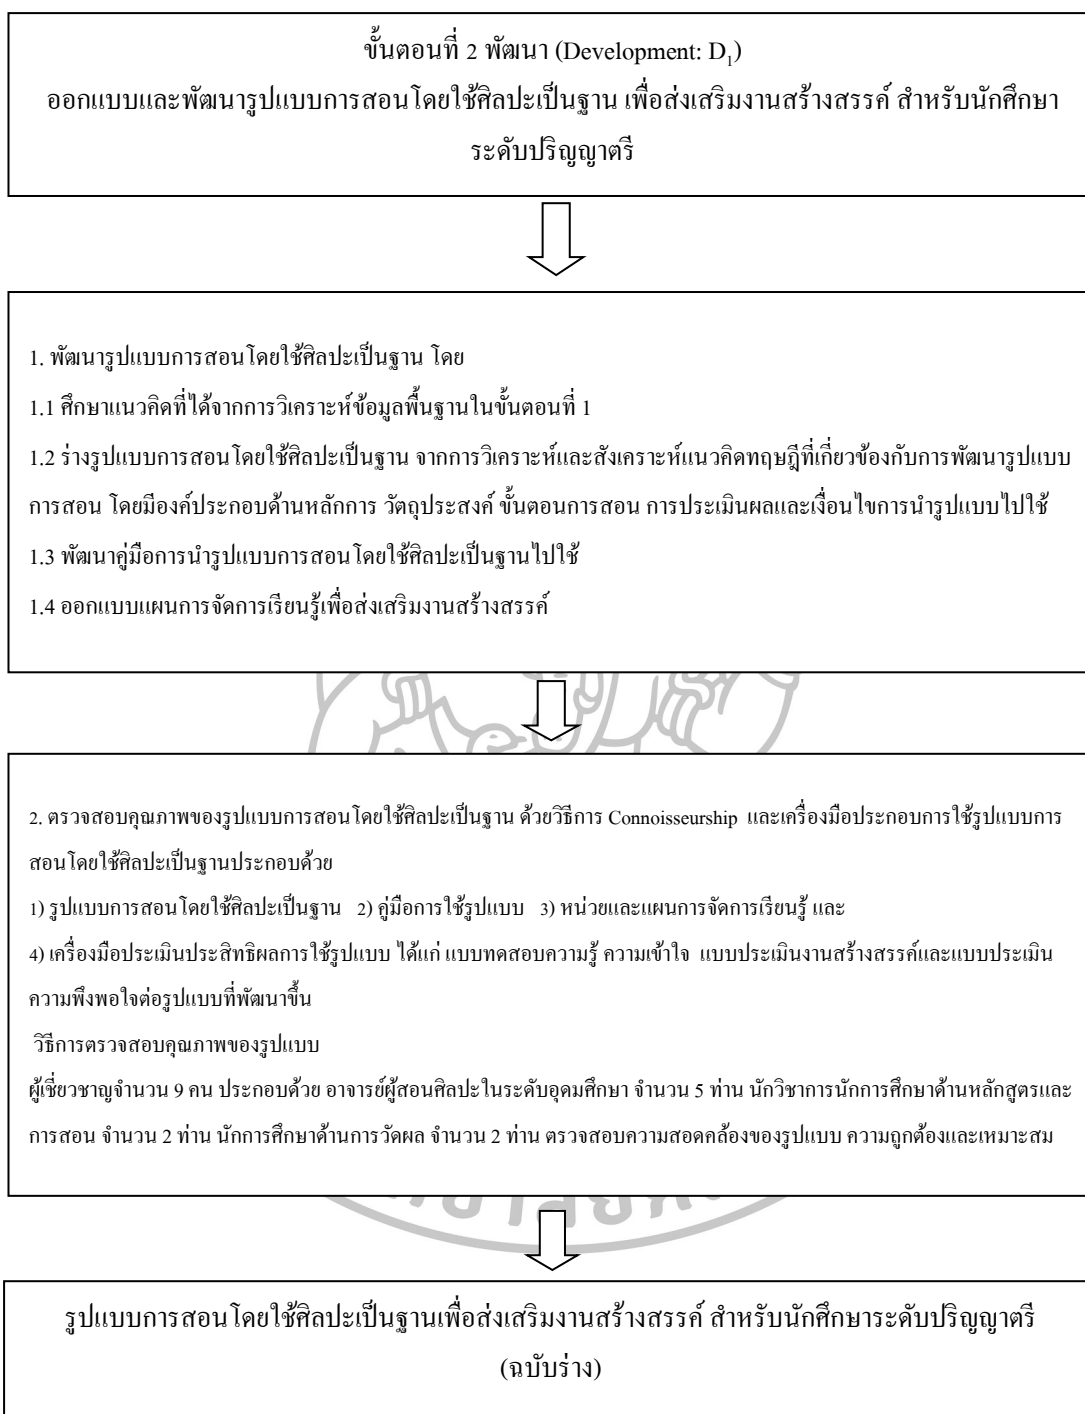 ขั้นตอนที่ 2 พัฒนา (Development: D1)
ออกแบบและพัฒนารูปแบบการสอนโดยใช้ศิลปะเป็นฐาน เพื่อส่งเสริมงานสร้างสรรค์ สำหรับนักศึกษา
ระดับปริญญาตรี
1. พัฒนารูปแบบการสอนโดยใช้ศิลปะเป็นฐาน โดย
1.1 ศึกษาแนวคิดที่ได้จากการวิเคราะห์ข้อมูลพื้นฐานในขั้นตอนที่ 1
1.2 ร่างรูปแบบการสอนโดยใช้ศิลปะเป็นฐาน จากการวิเคราะห์และสังเคราะห์แนวคิดทฤษฎีที่เกี่ยวข้องกับการพัฒนารูปแบบ
การสอน โดยมีองค์ประกอบด้านหลักการ วัตถุประสงค์ ขั้นตอนการสอน การประเมินผลและเงื่อนไขการนำรูปแบบไปใช้
1.3 พัฒนาคู่มือการนำรูปแบบการสอนโดยใช้ศิลปะเป็นฐานไปใช้
1.4 ออกแบบแผนการจัดการเรียนรู้เพื่อส่งเสริมงานสร้างสรรค์
2. ตรวจสอบคุณภาพของรูปแบบการสอนโดยใช้ศิลปะเป็นฐาน ด้วยวิธีการ Connoisseurship และเครื่องมือประกอบการใช้รูปแบบการ
สอนโดยใช้ศิลปะเป็นฐานประกอบด้วย
1) รูปแบบการสอนโดยใช้ศิลปะเป็นฐาน 2) คู่มือการใช้รูปแบบ 3) หน่วยและแผนการจัดการเรียนรู้ และ
4) เครื่องมือประเมินประสิทธิผลการใช้รูปแบบ ได้แก่ แบบทดสอบความรู้ ความเข้าใจ แบบประเมินงานสร้างสรรค์และแบบประเมิน
ความพึงพอใจต่อรูปแบบที่พัฒนาขึ้น
วิธีการตรวจสอบคุณภาพของรูปแบบ
ผู้เชี่ยวชาญจำนวน 9 คน ประกอบด้วย อาจารย์ผู้สอนศิลปะในระดับอุดมศึกษา จำนวน 5 ท่าน นักวิชาการนักการศึกษาด้านหลักสูตรและ
การสอน จำนวน 2 ท่าน นักการศึกษาด้านการวัดผล จำนวน 2 ท่าน ตรวจสอบความสอดคล้องของรูปแบบ ความถูกต้องและเหมาะสม
รูปแบบการสอนโดยใช้ศิลปะเป็นฐานเพื่อส่งเสริมงานสร้างสรรค์ สำหรับนักศึกษาระดับปริญญาตรี
(ฉบับร่าง)